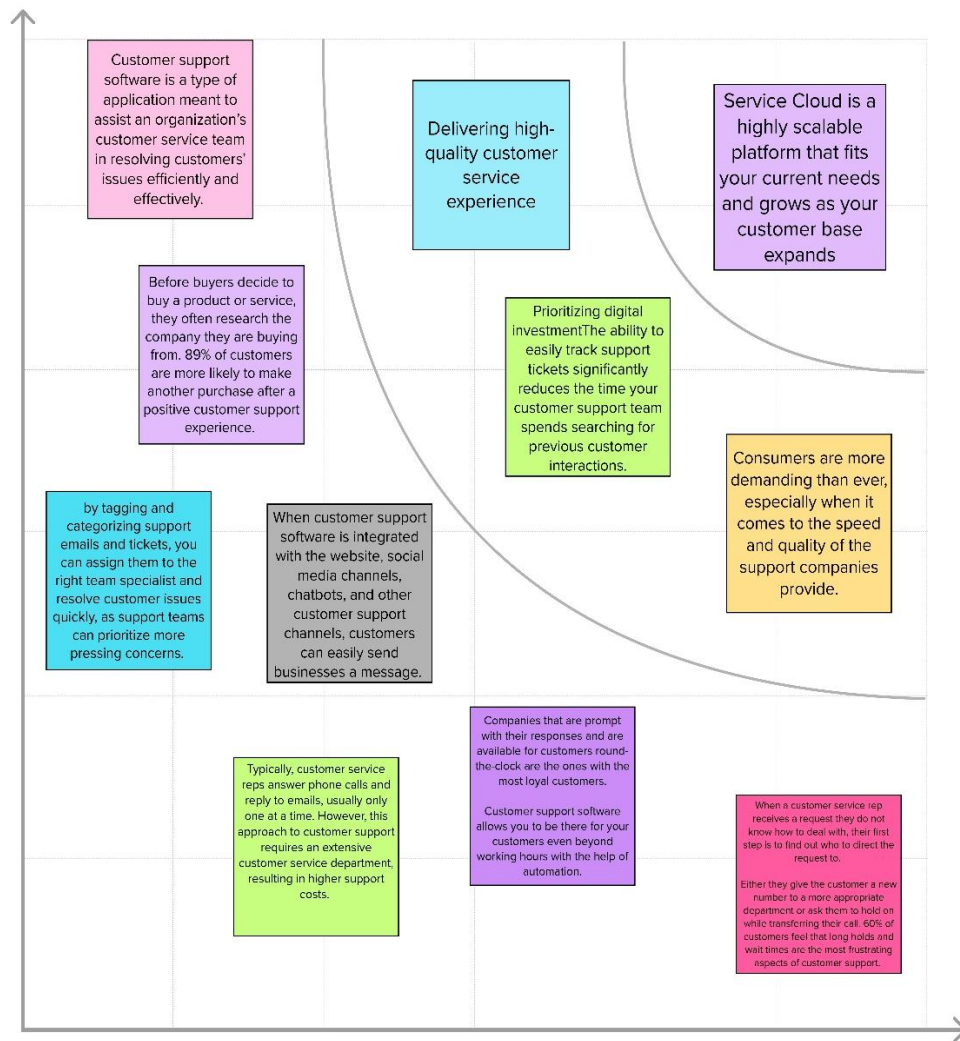 Customer support
software is a type of
application meant to
assist an organization's
customer service team
in resolving customers'
issues efficiently and
effectively.
Delivering high-
quality customer
service
experience
Service Cloud is a
highly scalable
platform that fits
your current needs
and grows as your
customer base
expands
Before buyers decide to
buy a product or service,
they often research the
company they are buying
from. 89% of customers
are more likely to make
another purchase after a
positive customer support
experience.
Prioritizing digital
investmentThe ability to
easily track support
tickets significantly
reduces the time your
customer support team
spends searching for
previous customer
interactions.
Consumers are more
demanding than ever,
especially when it
comes to the speed
and quality of the
support companies
provide.
by tagging and
categorizing support
emails and tickets, you
can assign them to the
right team specialist and
resolve customer issues
quickly, as support teams
can prioritize more
pressing concerns.
When customer support
software is integrated
with the website, social
media channels,
chatbots, and other
customer support
channels, customers
can easily send
businesses a message.
Typically, customer service
reps answer phone calls and
reply to emails, usually only
one at a time. However, this
approach to customer support
requires an extensive
customer service department,
resulting in higher support
costs.
Companies that are prompt
with their responses and are
available for customers round-
the-clock are the ones with the
most loyal customers.
Customer support software
allows you to be there for your
customers even beyond
working hours with the help of
automation.
When a customer service rep
receives a request they do not
know how to deal with, their first
step is to find out who to direct the
request to.
Either they give the customer a new
number to a more appropriate
department or ask them to hold on
while transferring their call. 60% of
customers feel that long holds and
wait times are the most frustrating
aspects of customer support.